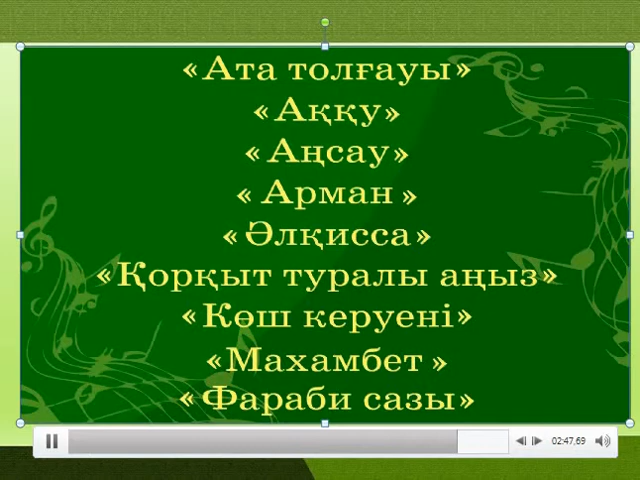 «Ата толғауы»
«Аққу»
«Аңсау»
« Арман »
«Әлқисса»
«Қорқыт туралы аңыз»
«Көш керуені»
«Махамбет »
«Фараби сазы»
02:47,69